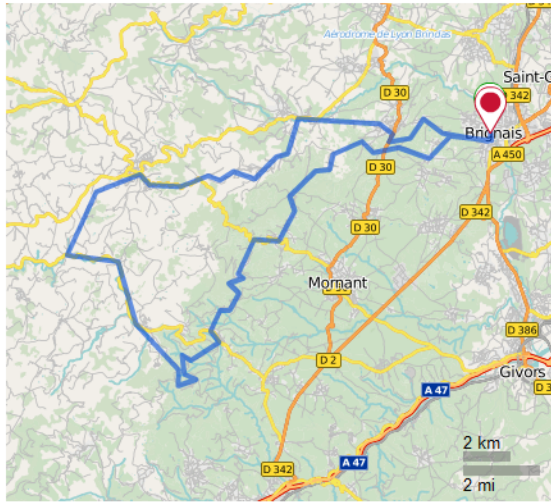 Aérodrome de Lyon Brindas
Saint-G
D 342
D 30
Brignais
A 450
D 30
D 342
D 30
Mornant
D 386
D 2
Givors
A 47
D 3
2 km
A 47
D 342
2 mi